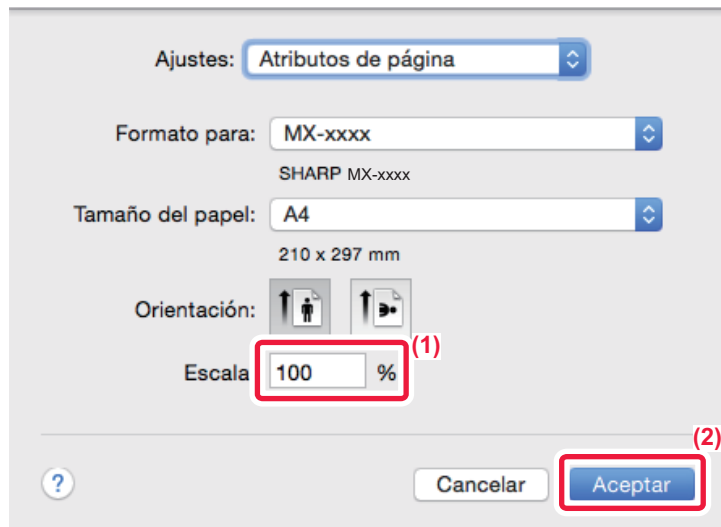 Ajustes: Atributos de página
Formato para: MX-xxxx
SHARP MX-xxxx
Tamaño del papel: A4
210 x 297 mm
Orientación:
(1)
Escala 100 %
(2)
? Cancelar Aceptar